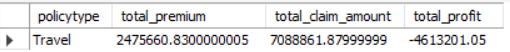 policytype total_premium total_claim_amount total_profit
Travel 2475660.8300000005 7088861.87999999 -4613201.05